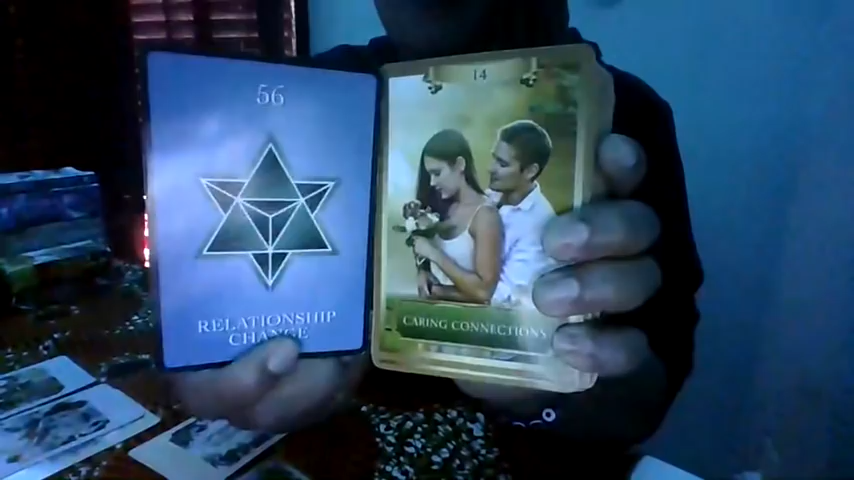 56
RELATIONSHIP
CHANGE
14
CARING CONNECTIONS